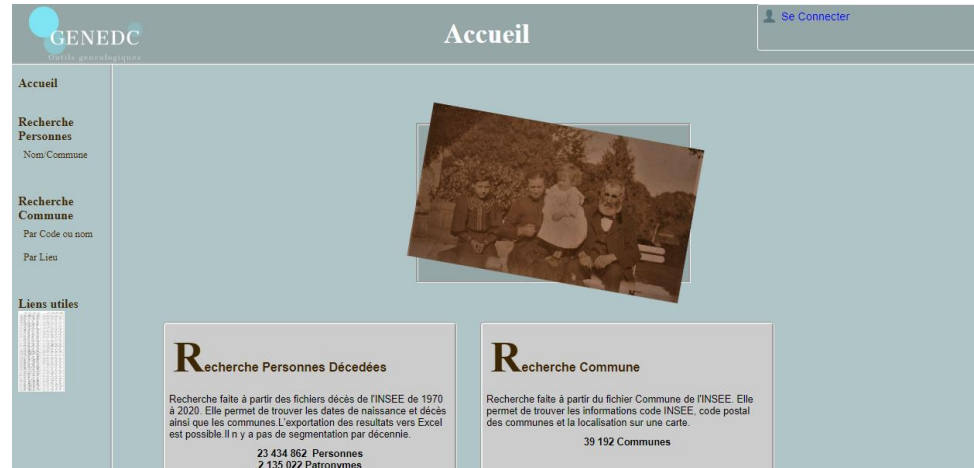 GENEDC
Outils genealogiques
Accueil
Se Connecter
Accueil
Recherche
Personnes
Nom/Commune
Recherche
Commune
Par Code ou nom
Par Lieu
Liens utiles
Recherche Personnes Décedées
Recherche faite à partir des fichiers décès de l'INSEE de 1970
à 2020. Elle permet de trouver les dates de naissance et décès
ainsi que les communes.L'exportation des resultats vers Excel
est possible.Il n y a pas de segmentation par décennie.
23 434 862 Personnes
2 135 022 Patronymes
Recherche Commune
Recherche faite à partir du fichier Commune de l'INSEE. Elle
permet de trouver les informations code INSEE, code postal
des communes et la localisation sur une carte.
39 192 Communes